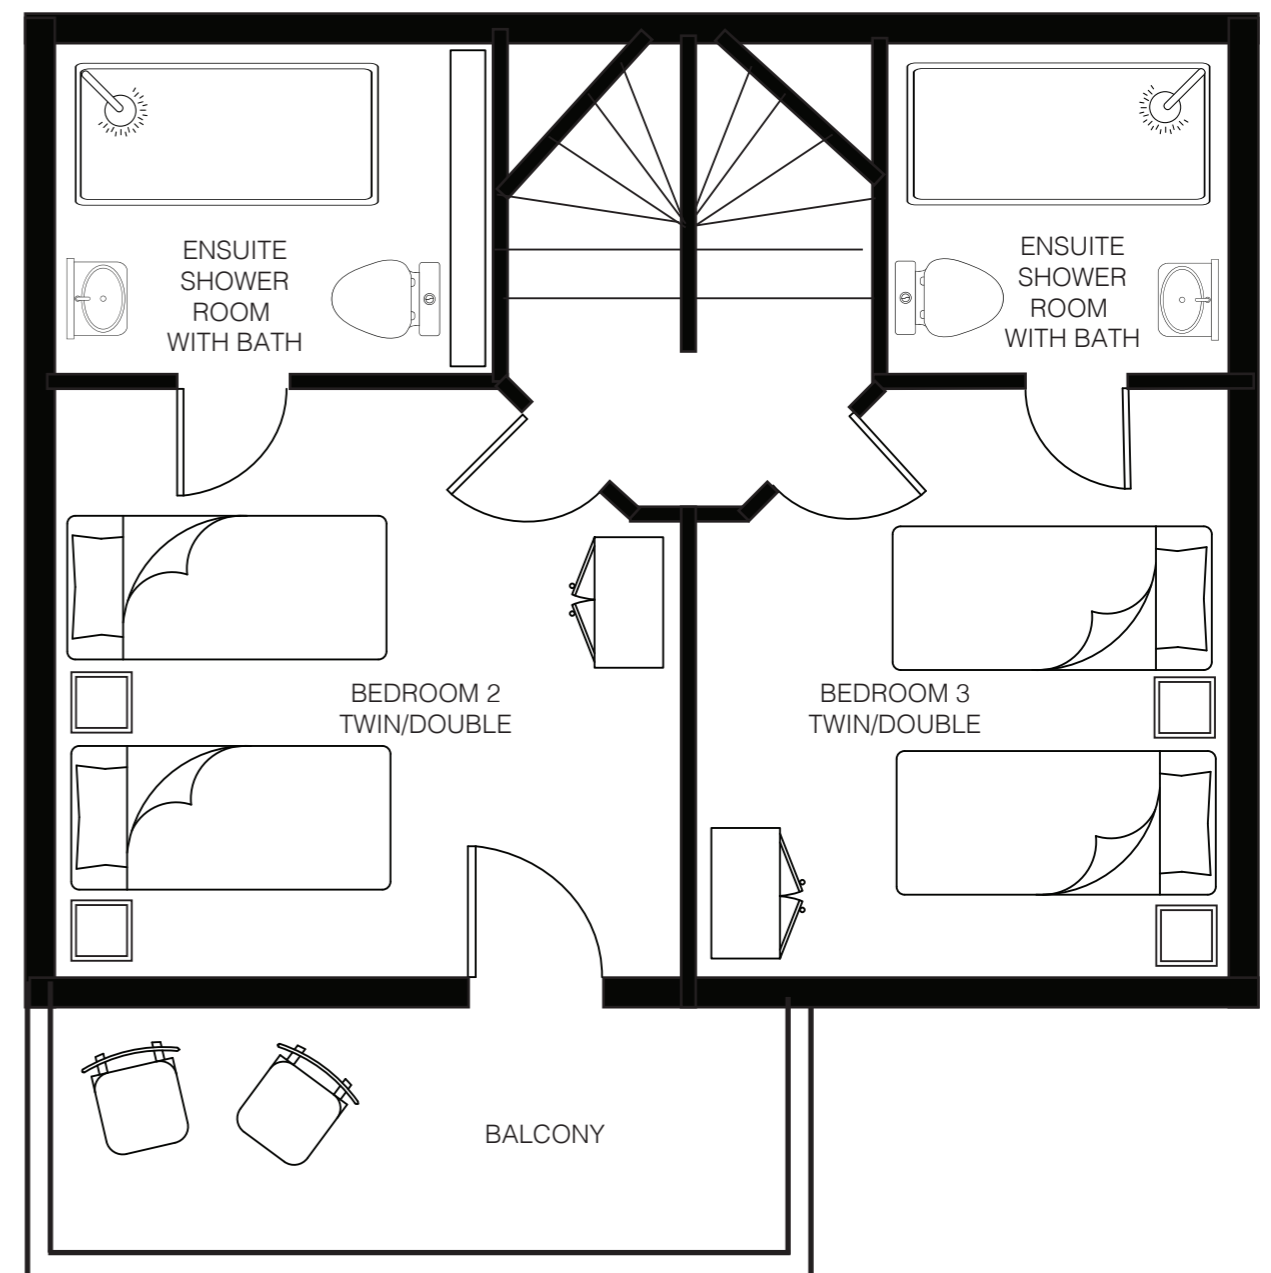 ENSUITE
SHOWER
ROOM
WITH BATH
ENSUITE
SHOWER
ROOM
WITH BATH
BEDROOM 2
TWIN/DOUBLE
BEDROOM 3
TWIN/DOUBLE
BALCONY